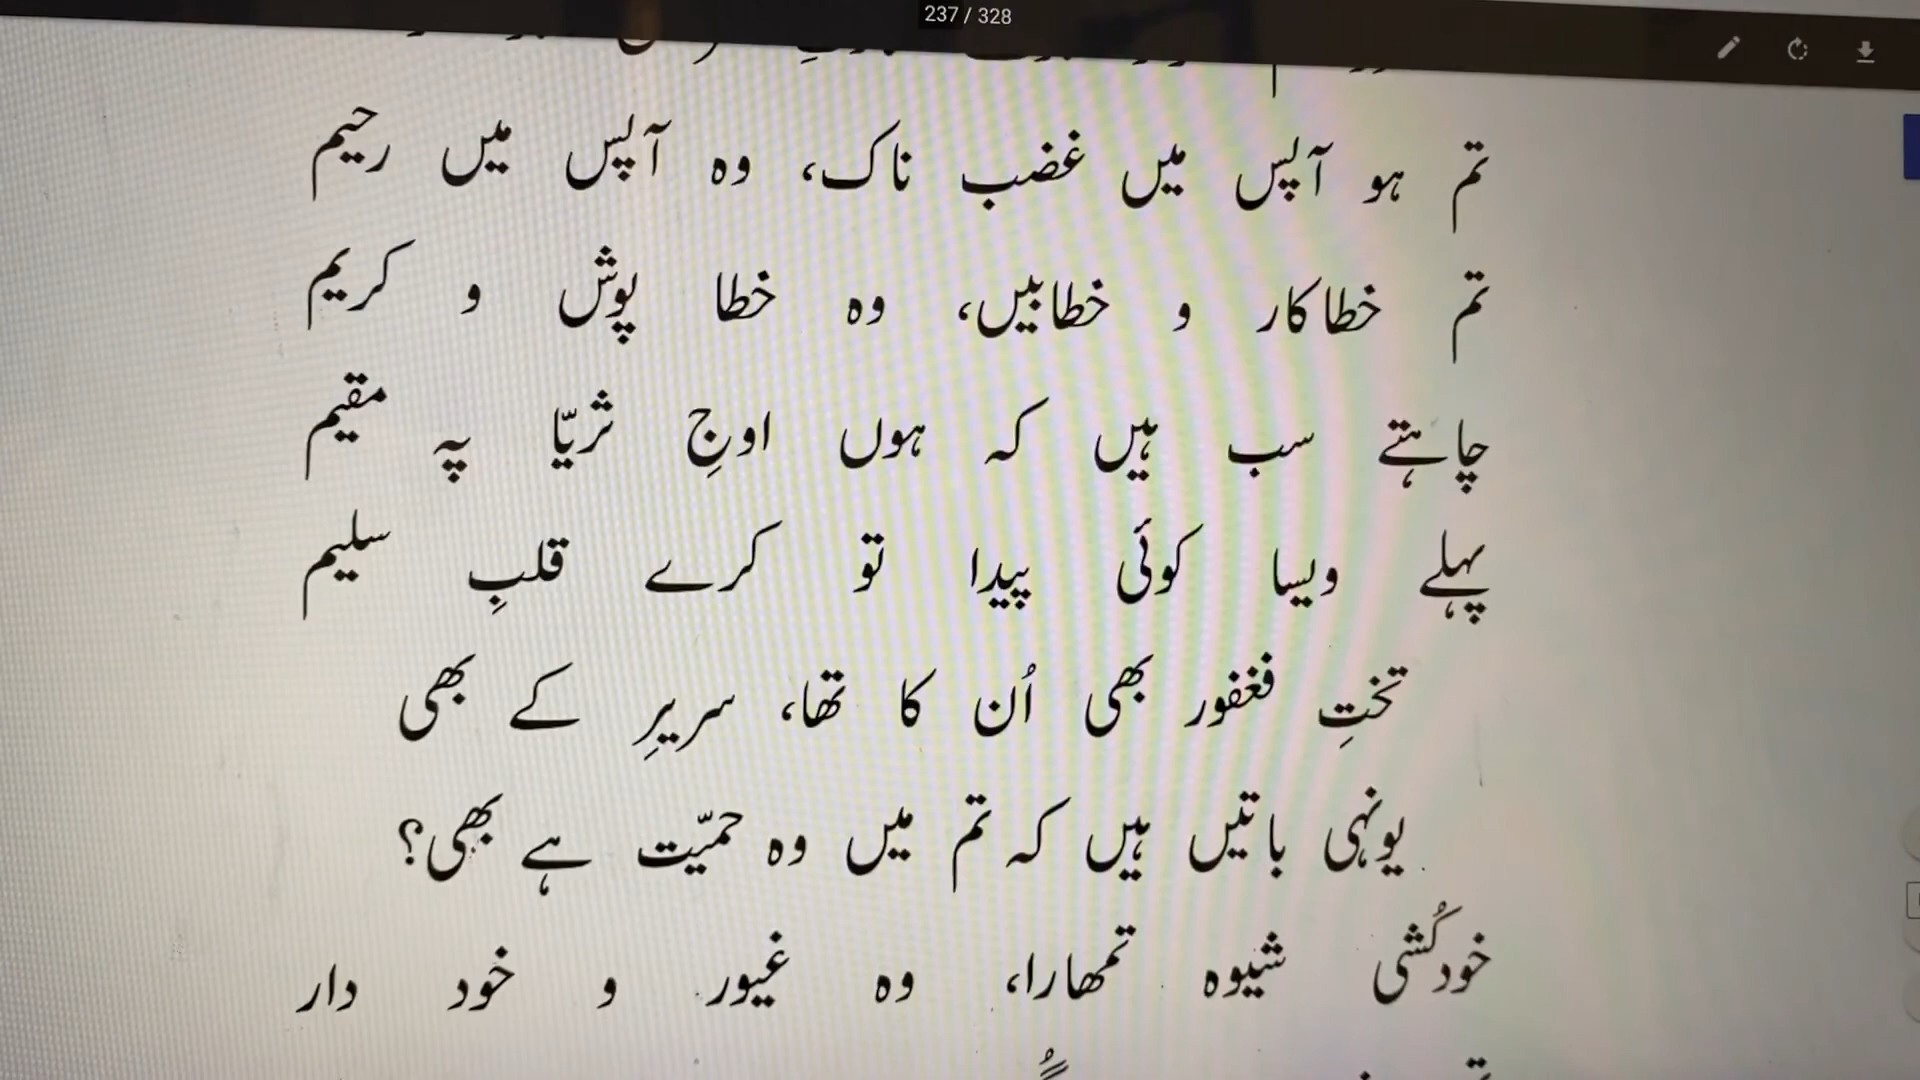 237 / 328
تم ہو آپس میں غضب ناک، وہ آپس میں رحیم
تم خطاکار و خطابیں، وہ خطا پوش و کریم
چاہتے سب ہیں کہ ہوں اوجِ ثریّا پہ مقیم
پہلے ویسا کوئی پیدا تو کرے قلبِ سلیم
تختِ فغفور بھی اُن کا تھا، سریرِ کے بھی
یونہی باتیں ہیں کہ تم میں وہ حمیّت ہے بھی؟
خودکُشی شیوہ تمھارا، وہ غیور و خود دار